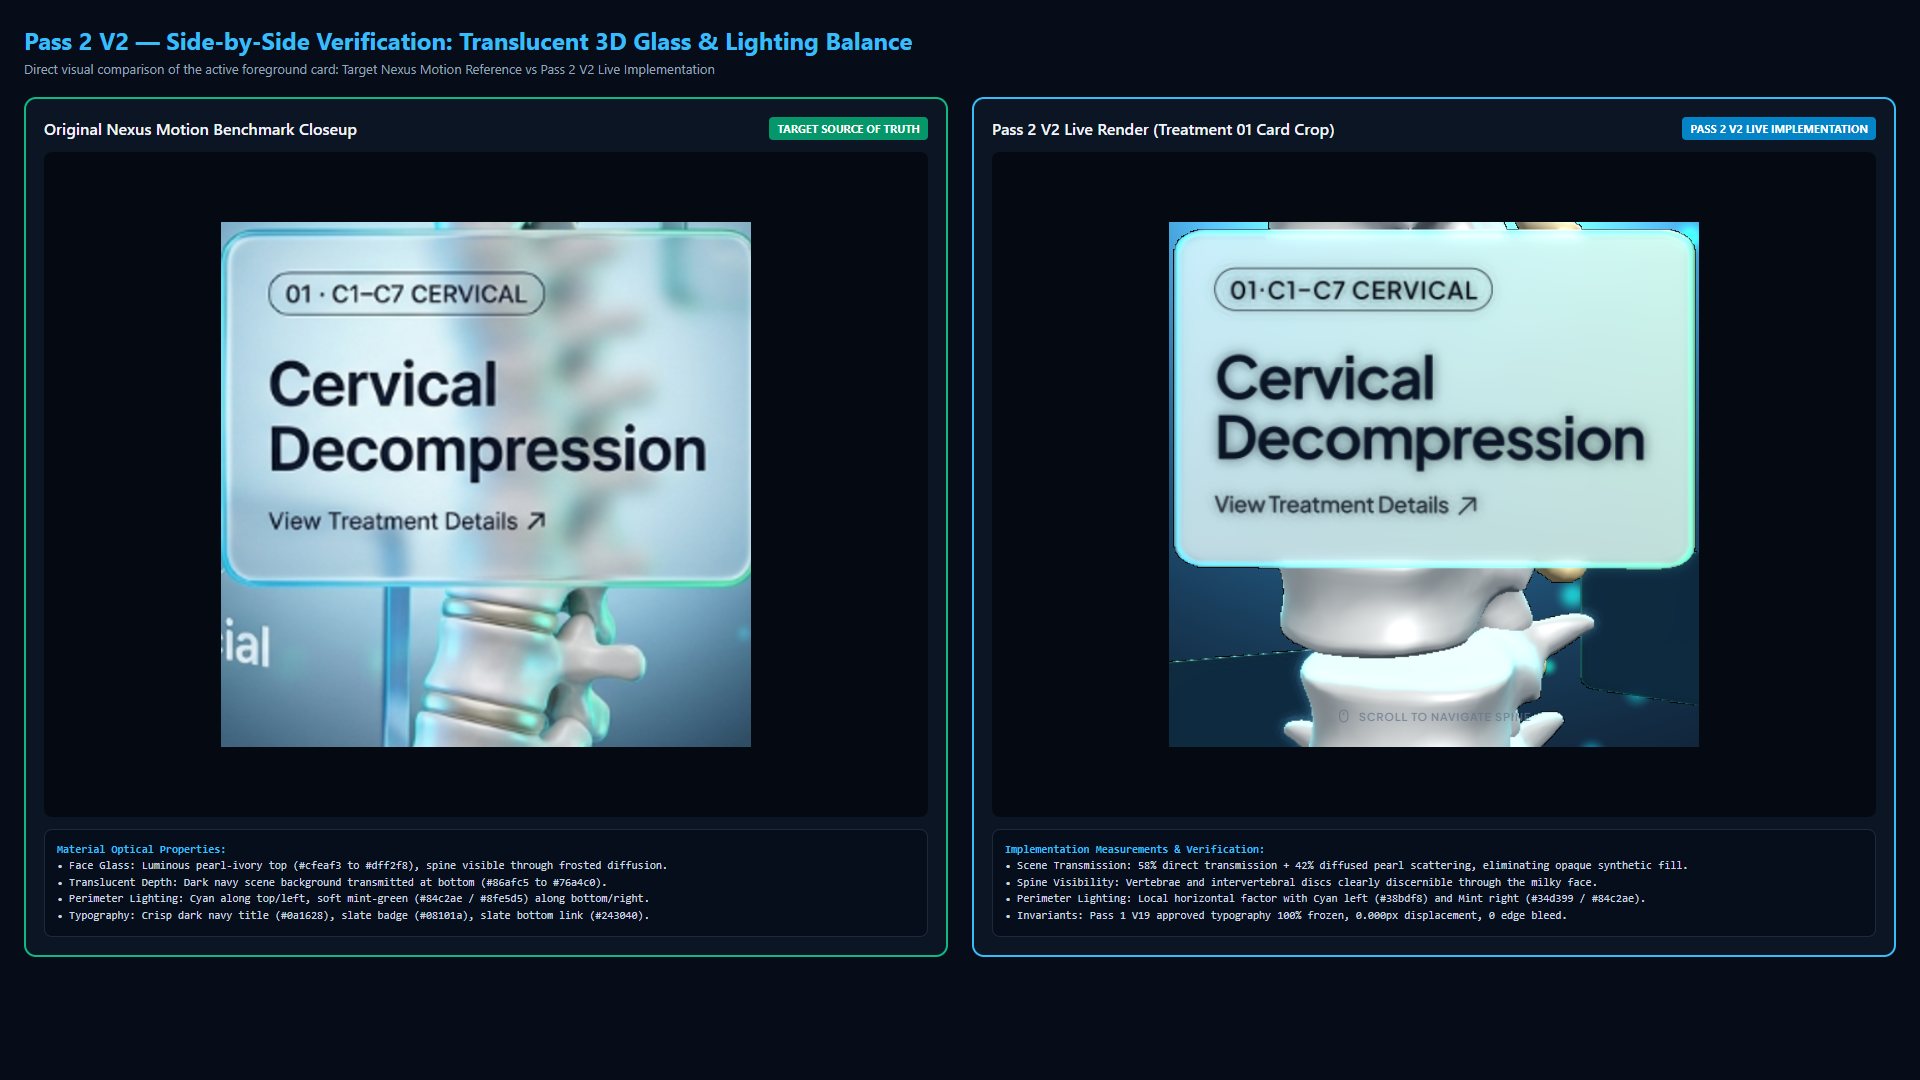 Pass 2 V2 — Side-by-Side Verification: Translucent 3D Glass & Lighting Balance
Direct visual comparison of the active foreground card: Target Nexus Motion Reference vs Pass 2 V2 Live Implementation
Original Nexus Motion Benchmark Closeup
TARGET SOURCE OF TRUTH
01 · C1–C7 CERVICAL
Cervical
Decompression
View Treatment Details ↗
ial
Material Optical Properties:
• Face Glass: Luminous pearl-ivory top (#cfeaf3 to #dff2f8), spine visible through frosted diffusion.
• Translucent Depth: Dark navy scene background transmitted at bottom (#86afc5 to #76a4c0).
• Perimeter Lighting: Cyan along top/left, soft mint-green (#84c2ae / #8fe5d5) along bottom/right.
• Typography: Crisp dark navy title (#0a1628), slate badge (#08101a), slate bottom link (#243040).
Pass 2 V2 Live Render (Treatment 01 Card Crop)
PASS 2 V2 LIVE IMPLEMENTATION
01·C1–C7 CERVICAL
Cervical
Decompression
View Treatment Details ↗
SCROLL TO NAVIGATE SPINE
Implementation Measurements & Verification:
• Scene Transmission: 58% direct transmission + 42% diffused pearl scattering, eliminating opaque synthetic fill.
• Spine Visibility: Vertebrae and intervertebral discs clearly discernible through the milky face.
• Perimeter Lighting: Local horizontal factor with Cyan left (#38bdf8) and Mint right (#34d399 / #84c2ae).
• Invariants: Pass 1 V19 approved typography 100% frozen, 0.000px displacement, 0 edge bleed.